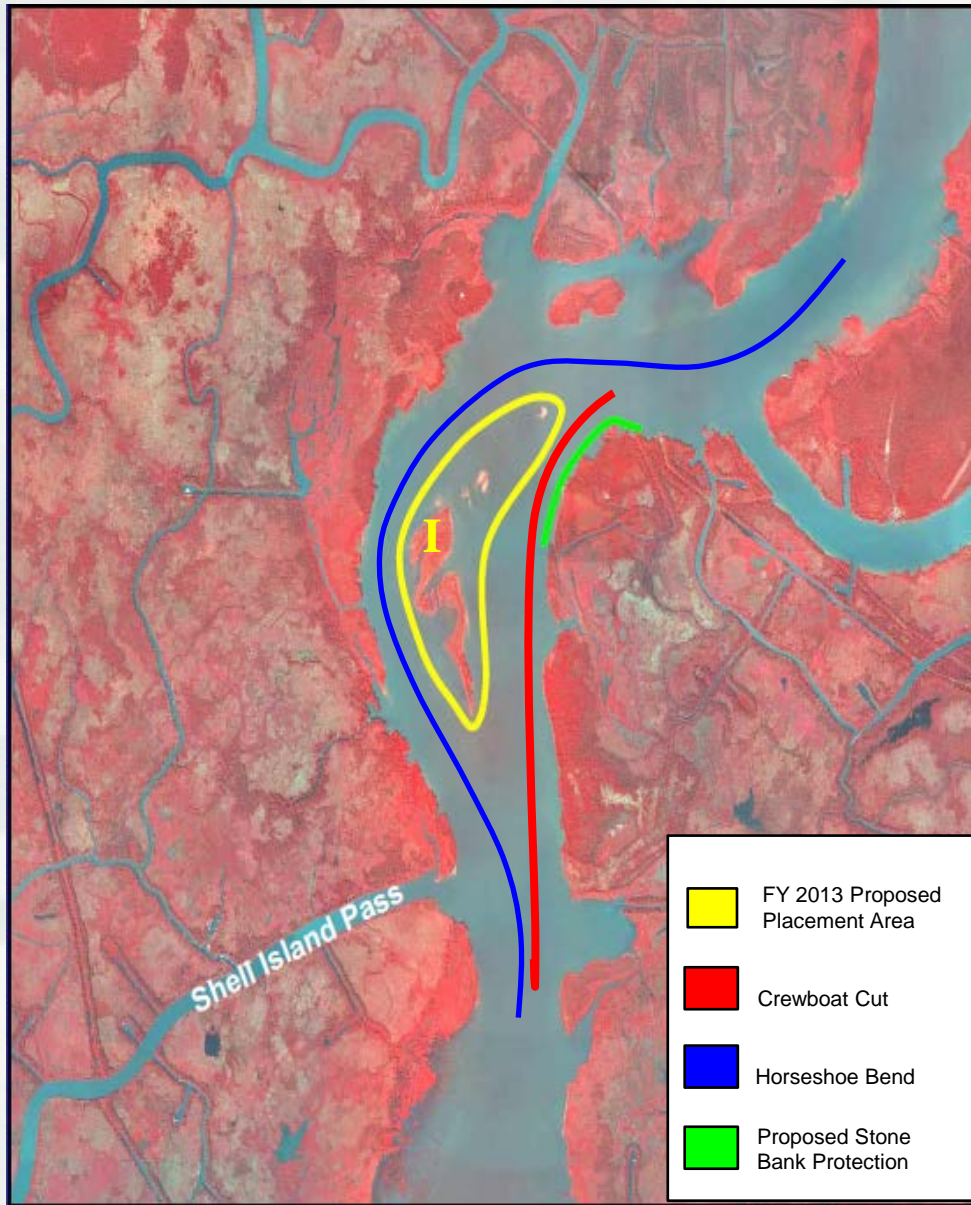 I
Shell Island Pass
FY 2013 Proposed
Placement Area
Crewboat Cut
Horseshoe Bend
Proposed Stone
Bank Protection